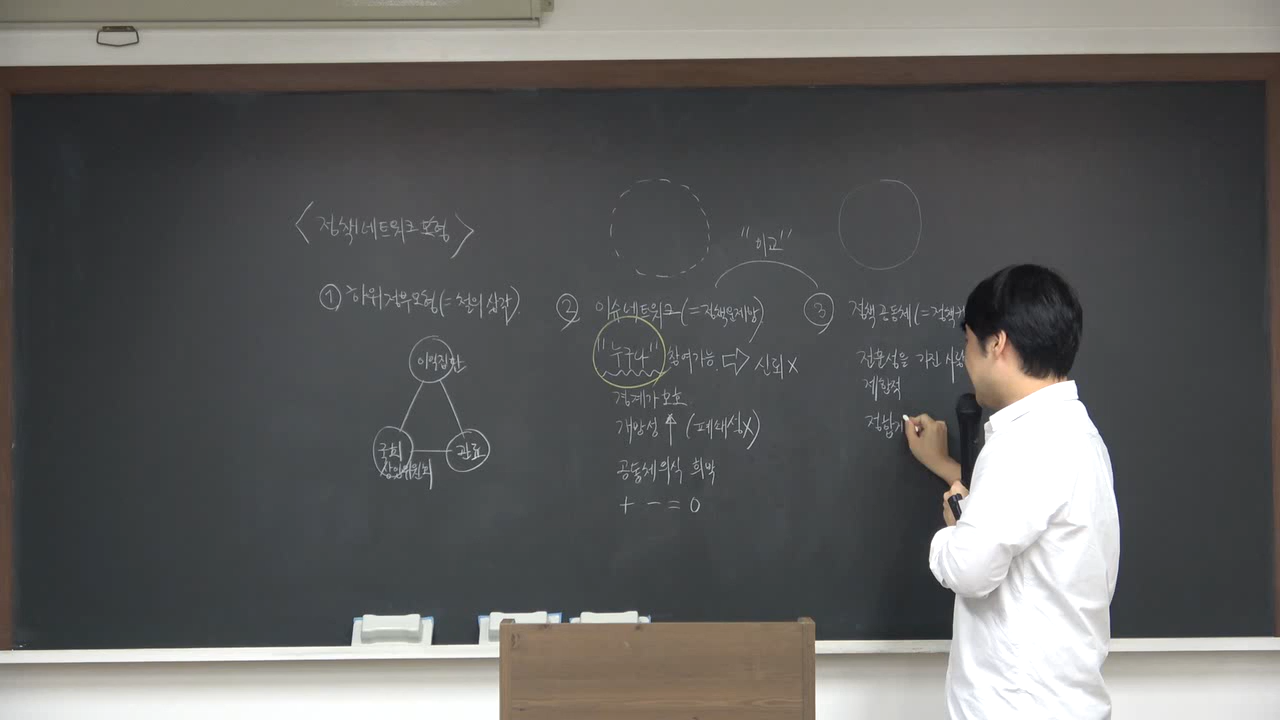 <정책네트워크모형>
① 하위정부모형(=철의 삼각)
이익집단
국회
상임위원회
관료
"비교"
② 이슈네트워크(=정책문제망)
"누구나" 참여가능 ⇨ 신뢰X
경계가 모호
개방성↑ (폐쇄성X)
공동체의식 희박
+ - = 0
③ 정책공동체(=정책커
전문성을 가진 사람
제한적